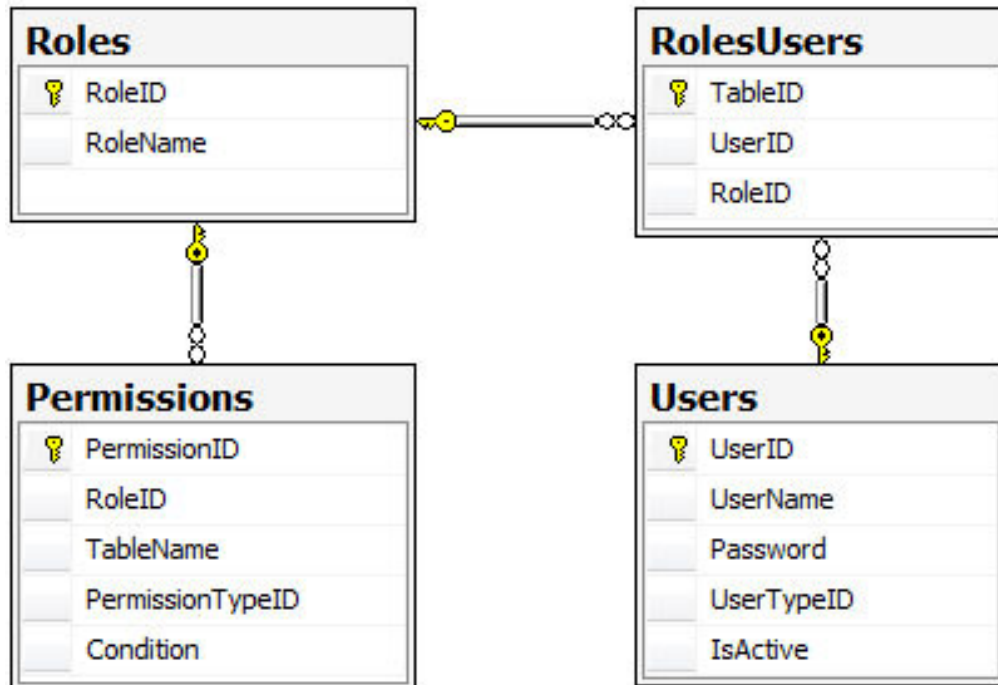 Roles
RoleID
RoleName
RolesUsers
TableID
UserID
RoleID
Permissions
PermissionID
RoleID
TableName
PermissionTypeID
Condition
Users
UserID
UserName
Password
UserTypeID
IsActive